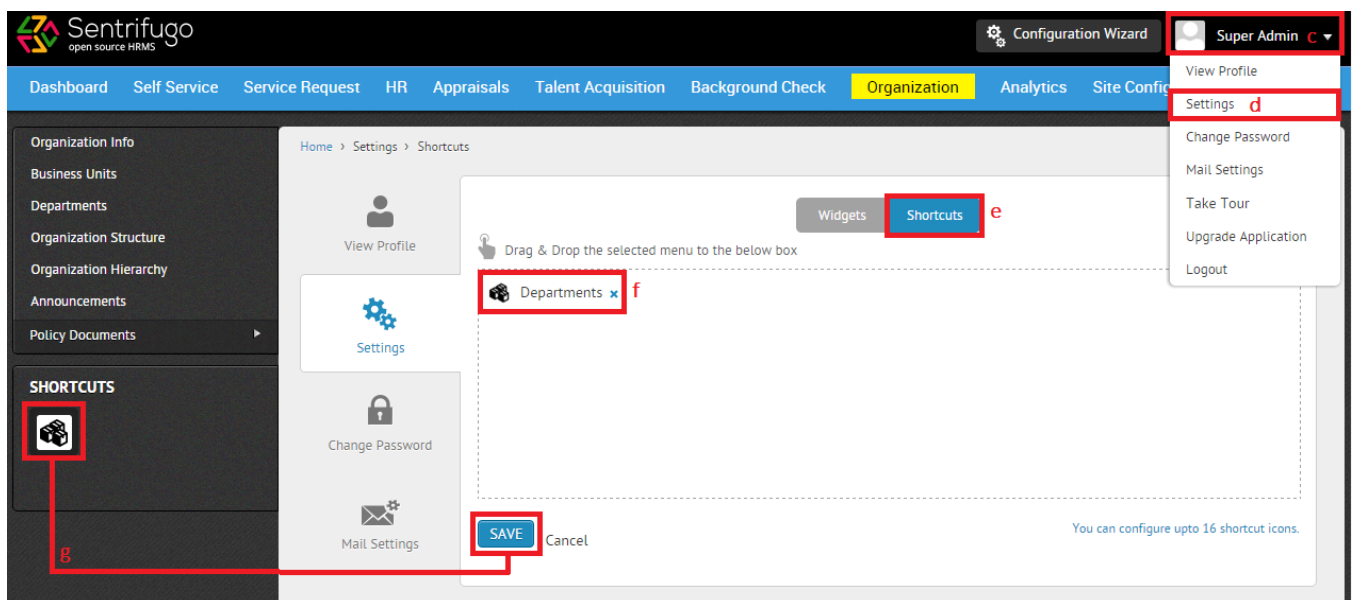 Sentrifugo
open source HRMS
Configuration Wizard
Super Admin c
Dashboard Self Service Service Request HR Appraisals Talent Acquisition Background Check Organization Analytics Site Config
View Profile
Settings d
Change Password
Mail Settings
Take Tour
Upgrade Application
Logout
Organization Info
Business Units
Departments
Organization Structure
Organization Hierarchy
Announcements
Policy Documents
SHORTCUTS
g
Home › Settings › Shortcuts
View Profile
Settings
Change Password
Mail Settings
Widgets Shortcuts e
Drag & Drop the selected menu to the below box
Departments × f
SAVE Cancel
You can configure upto 16 shortcut icons.